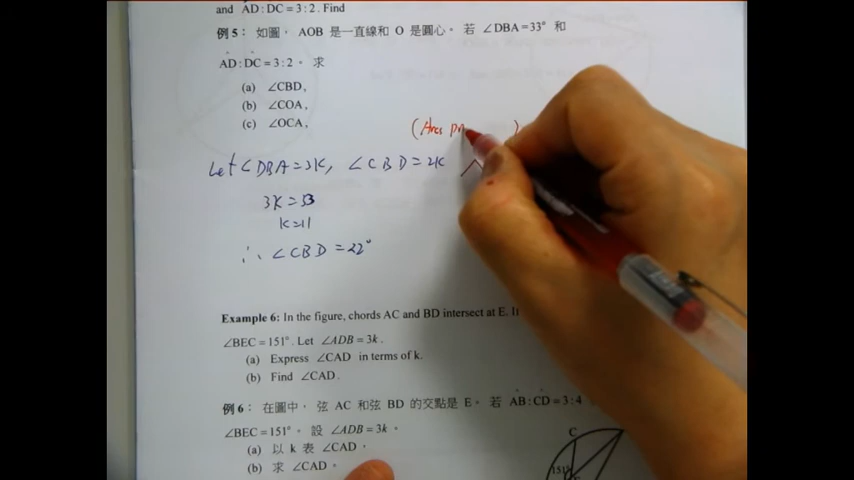 and AD : DC = 3 : 2 . Find
例 5： 如圖， AOB 是一直線和 O 是圓心。 若 ∠DBA = 33° 和
AD : DC = 3 : 2 。 求
(a) ∠CBD,
(b) ∠COA,
(c) ∠OCA,
(Arcs
)
Let ∠DBA = 3K, ∠CBD = 2K
3K = 33
K = 11
∴ ∠CBD = 22°
Example 6: In the figure, chords AC and BD intersect at E. If
∠BEC = 151° . Let ∠ADB = 3k .
(a) Express ∠CAD in terms of k.
(b) Find ∠CAD .
例 6： 在圖中， 弦 AC 和弦 BD 的交點是 E。 若 AB : CD = 3 : 4
∠BEC = 151° 。 設 ∠ADB = 3k 。
(a) 以 k 表 ∠CAD 。
(b) 求 ∠CAD 。
C
151°
E